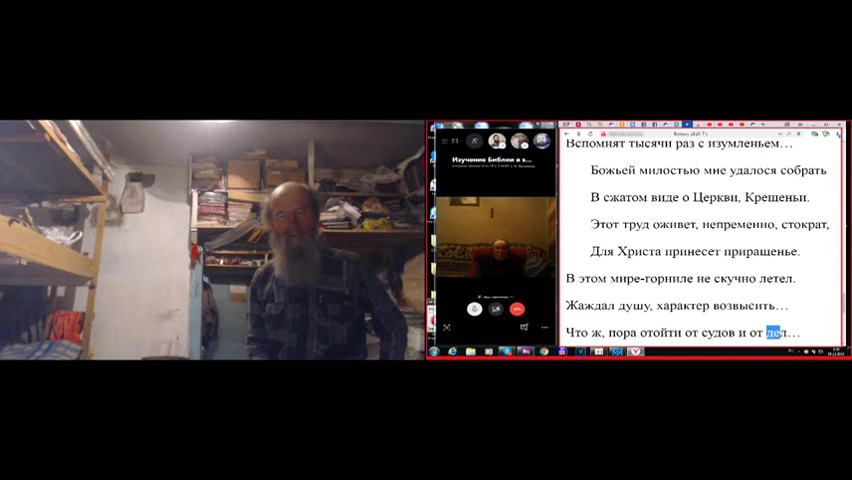 Изучение Библии в в...
Вспомнят тысячи раз с изумленьем…
Божьей милостью мне удалося собрать
В сжатом виде о Церкви, Крещеньи.
Этот труд оживет, непременно, стократ,
Для Христа принесет приращенье.
В этом мире-горниле не скучно летел.
Жаждал душу, характер возвысить…
Что ж, пора отойти от судов и от дел…